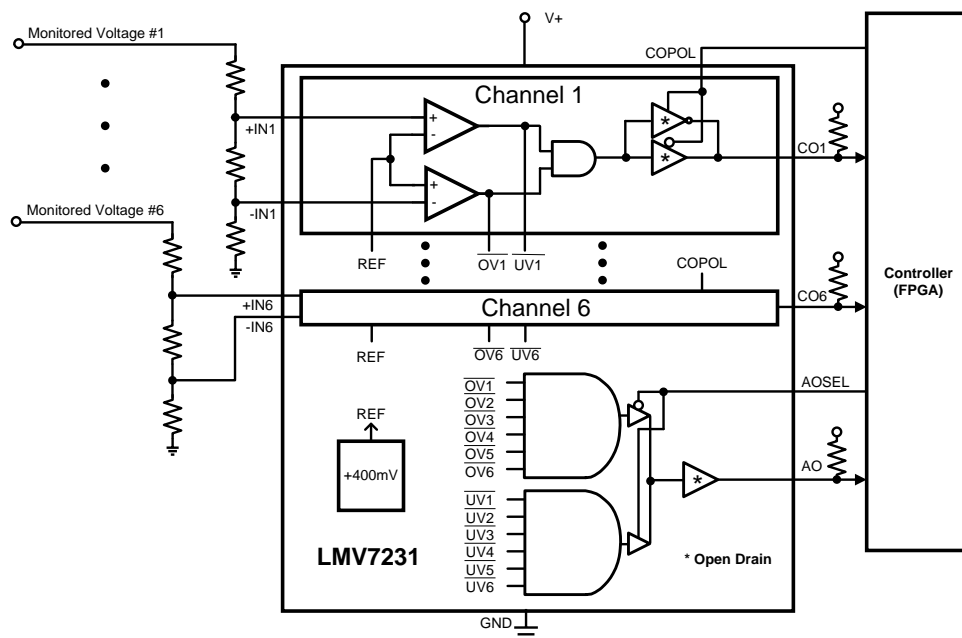 V+
Monitored Voltage #1
COPOL
Channel 1
+
-
+IN1
*
*
CO1
+
-
-IN1
Monitored Voltage #6
REF
OV1
UV1
COPOL
Controller
(FPGA)
+IN6
Channel 6
CO6
-IN6
REF
OV6
UV6
OV1
OV2
OV3
OV4
OV5
OV6
AOSEL
REF
+400mV
AO
*
UV1
UV2
UV3
UV4
UV5
UV6
LMV7231
* Open Drain
GND